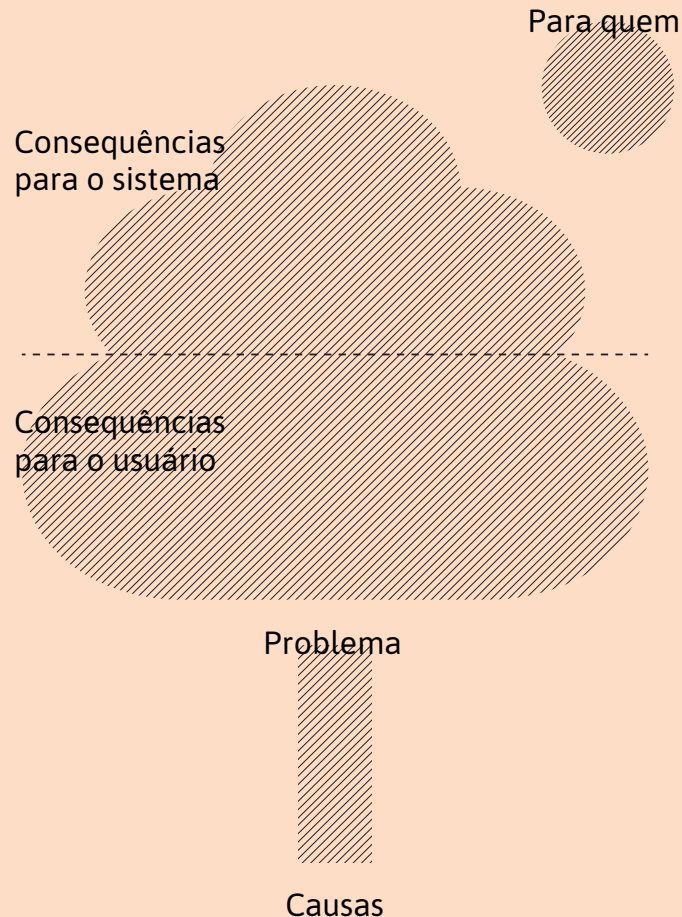 Para quem
Consequências
para o sistema
Consequências
para o usuário
Problema
Causas